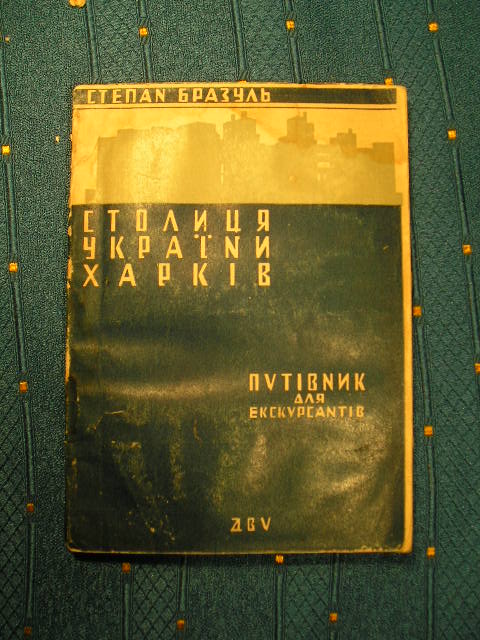 СТЕПАН БРАЗУЛЬ
СТОЛИЦЯ
УКРАЇНИ
ХАРКІВ
ПУТІВНИК
ДЛЯ
ЕКСКУРСАНТІВ
ДВУ